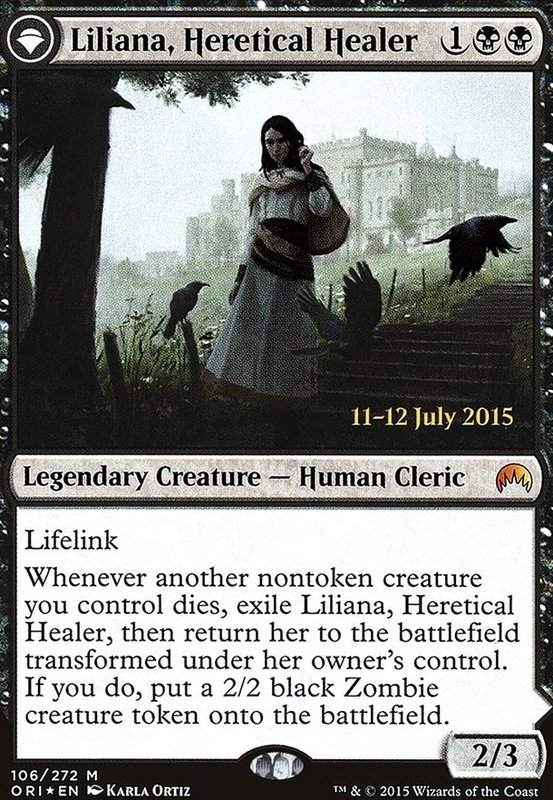 Liliana, Heretical Healer 1
11-12 July 2015
Legendary Creature — Human Cleric
Lifelink
Whenever another nontoken creature
you control dies, exile Liliana, Heretical
Healer, then return her to the battlefield
transformed under her owner's control.
If you do, put a 2/2 black Zombie
creature token onto the battlefield.
2/3
106/272 M
ORI★EN Karla Ortiz
™ & © 2015 Wizards of the Coast